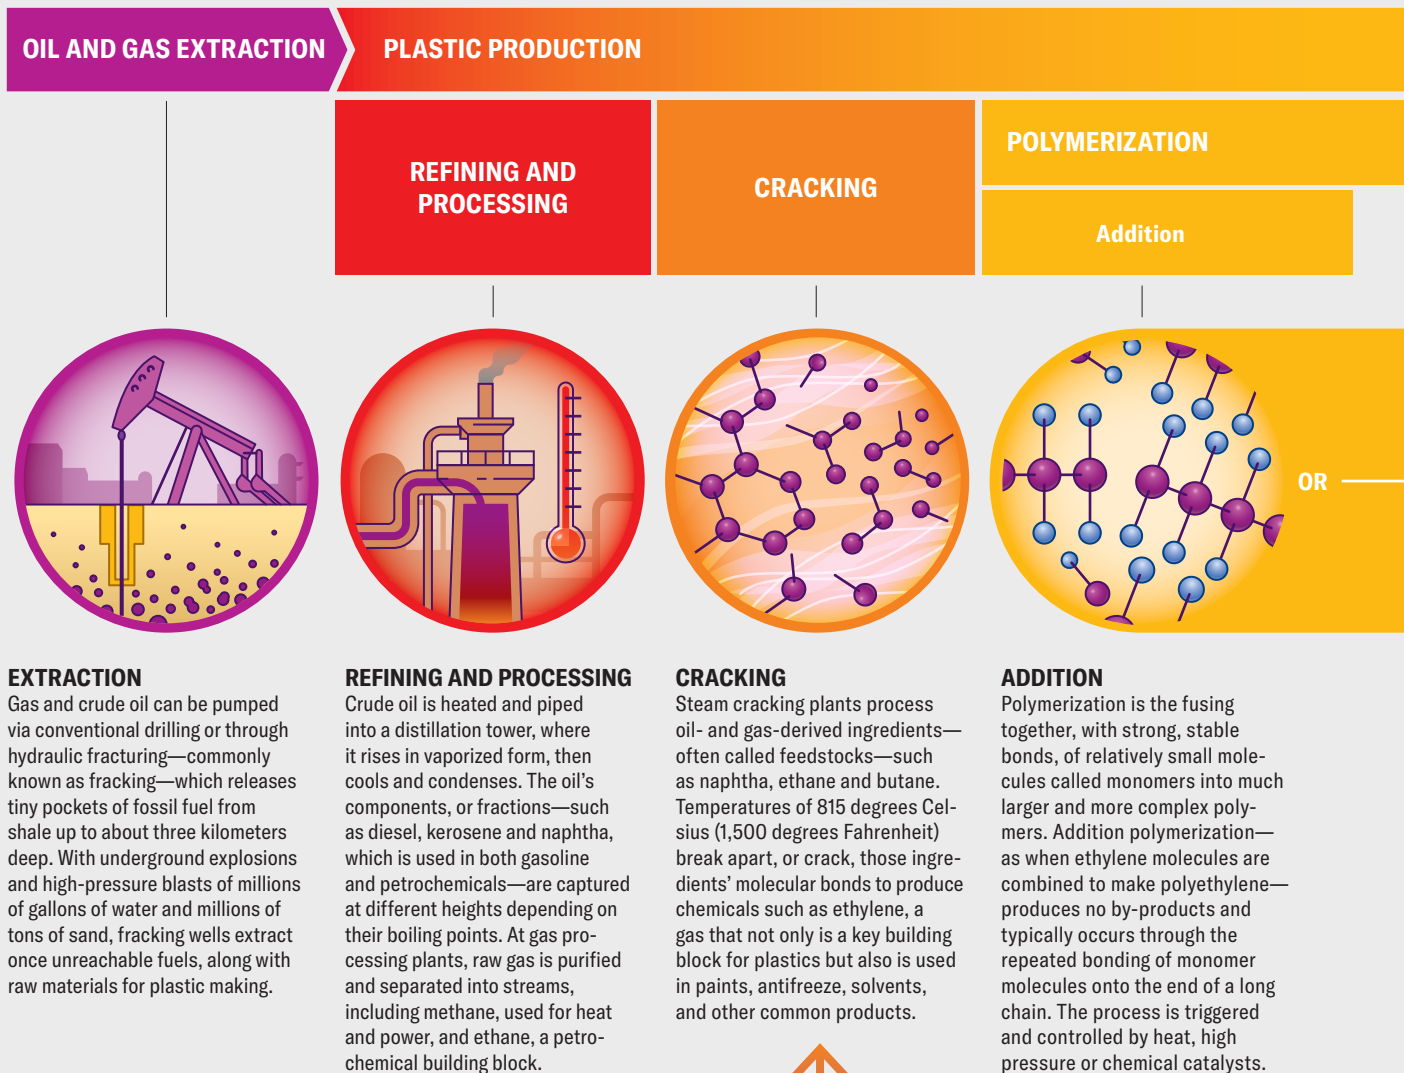 OIL AND GAS EXTRACTION
PLASTIC PRODUCTION
REFINING AND
PROCESSING
CRACKING
POLYMERIZATION
Addition
OR
EXTRACTION
Gas and crude oil can be pumped
via conventional drilling or through
hydraulic fracturing—commonly
known as fracking—which releases
tiny pockets of fossil fuel from
shale up to about three kilometers
deep. With underground explosions
and high-pressure blasts of millions
of gallons of water and millions of
tons of sand, fracking wells extract
once unreachable fuels, along with
raw materials for plastic making.
REFINING AND PROCESSING
Crude oil is heated and piped
into a distillation tower, where
it rises in vaporized form, then
cools and condenses. The oil’s
components, or fractions—such
as diesel, kerosene and naphtha,
which is used in both gasoline
and petrochemicals—are captured
at different heights depending on
their boiling points. At gas pro-
cessing plants, raw gas is purified
and separated into streams,
including methane, used for heat
and power, and ethane, a petro-
chemical building block.
CRACKING
Steam cracking plants process
oil- and gas-derived ingredients—
often called feedstocks—such
as naphtha, ethane and butane.
Temperatures of 815 degrees Cel-
sius (1,500 degrees Fahrenheit)
break apart, or crack, those ingre-
dients’ molecular bonds to produce
chemicals such as ethylene, a
gas that not only is a key building
block for plastics but also is used
in paints, antifreeze, solvents,
and other common products.
ADDITION
Polymerization is the fusing
together, with strong, stable
bonds, of relatively small mole-
cules called monomers into much
larger and more complex poly-
mers. Addition polymerization—
as when ethylene molecules are
combined to make polyethylene—
produces no by-products and
typically occurs through the
repeated bonding of monomer
molecules onto the end of a long
chain. The process is triggered
and controlled by heat, high
pressure or chemical catalysts.